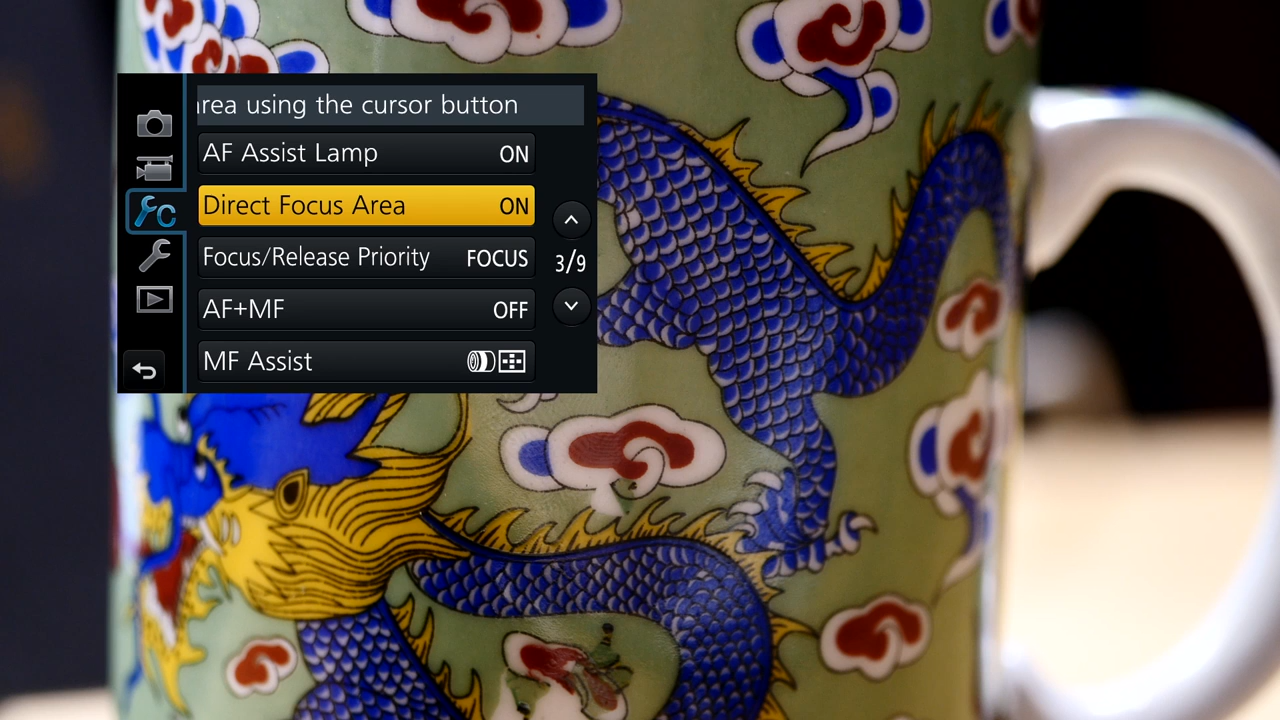 area using the cursor button
AF Assist Lamp ON
Direct Focus Area ON
Focus/Release Priority FOCUS
3/9
AF+MF OFF
MF Assist